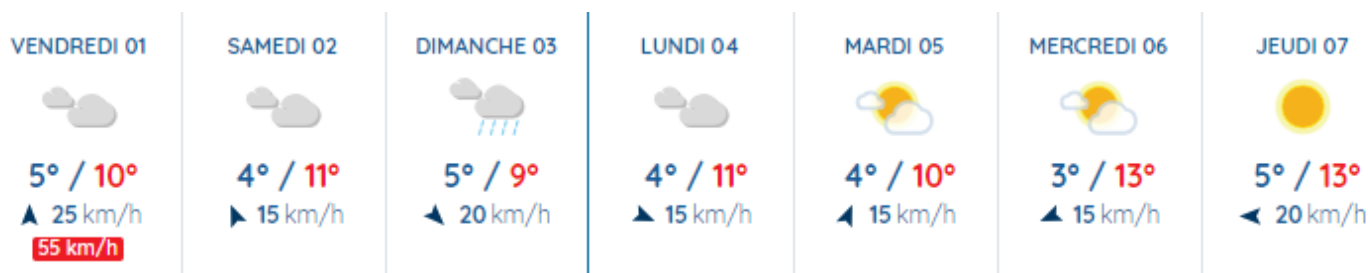 VENDREDI 01
5° / 10°
25 km/h
55 km/h
SAMEDI 02
4° / 11°
15 km/h
DIMANCHE 03
5° / 9°
20 km/h
LUNDI 04
4° / 11°
15 km/h
MARDI 05
4° / 10°
15 km/h
MERCREDI 06
3° / 13°
15 km/h
JEUDI 07
5° / 13°
20 km/h